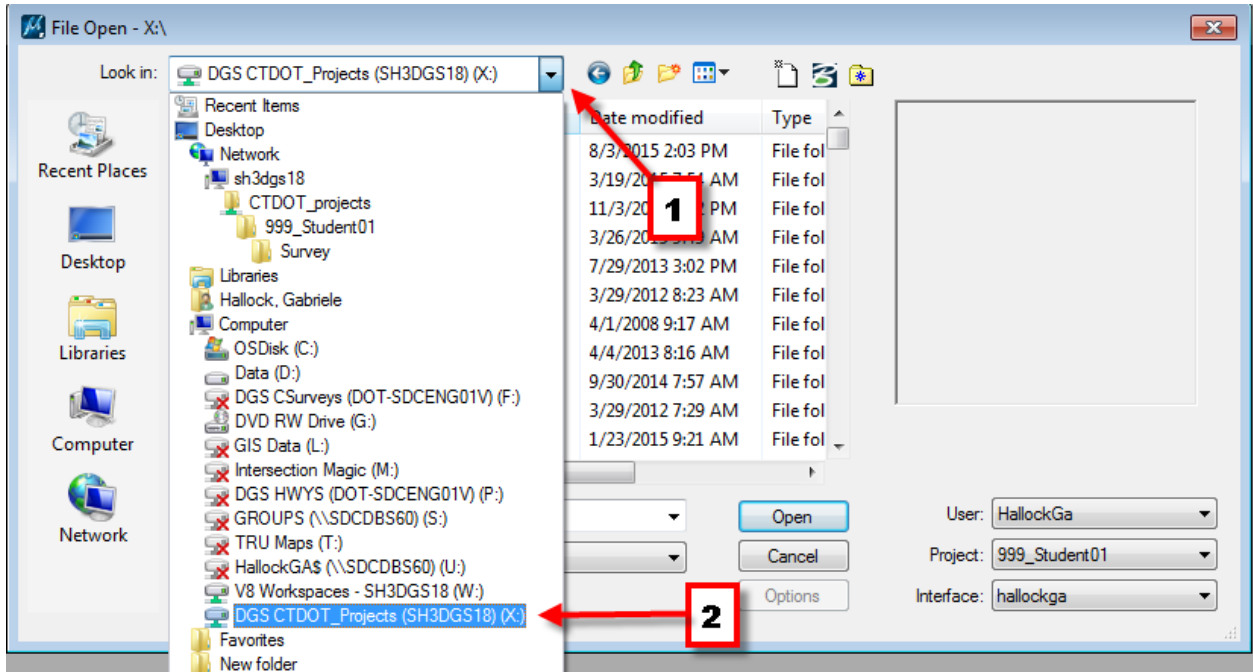 File Open - X:\
Look in: DGS CTDOT_Projects (SH3DGS18) (X:)
Recent Places
Desktop
Libraries
Computer
Network
Recent Items
Desktop
Network
sh3dgs18
CTDOT_projects
999_Student01
Survey
Libraries
Hallock, Gabriele
Computer
OSDisk (C:)
Data (D:)
DGS CSurveys (DOT-SDCENG01V) (F:)
DVD RW Drive (G:)
GIS Data (L:)
Intersection Magic (M:)
DGS HWYS (DOT-SDCENG01V) (P:)
GROUPS (\\SDCDBS60) (S:)
TRU Maps (T:)
HallockGA$ (\\SDCDBS60) (U:)
V8 Workspaces - SH3DGS18 (W:)
DGS CTDOT_Projects (SH3DGS18) (X:)
Favorites
New folder
Date modified Type
8/3/2015 2:03 PM File fol
3/19/2015 AM File fol
PM File fol
AM File fol
7/29/2013 3:02 PM File fol
3/29/2012 8:23 AM File fol
4/1/2008 9:17 AM File fol
4/4/2013 8:16 AM File fol
9/30/2014 7:57 AM File fol
3/29/2012 7:29 AM File fol
1/23/2015 9:21 AM File fol
1
2
Open
Cancel
Options
User: HallockGa
Project: 999_Student01
Interface: hallockga